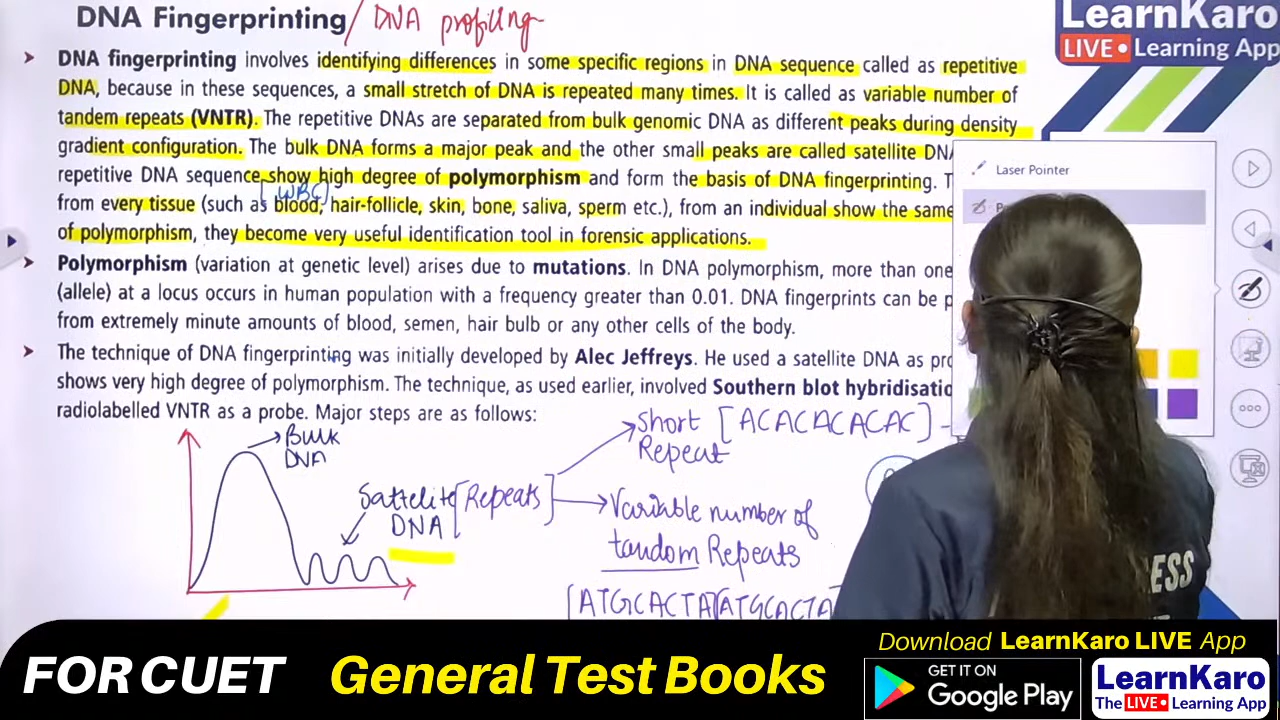 DNA Fingerprinting / DNA profiling
LearnKaro
LIVE • Learning App
DNA fingerprinting involves identifying differences in some specific regions in DNA sequence called as repetitive
DNA, because in these sequences, a small stretch of DNA is repeated many times. It is called as variable number of
tandem repeats (VNTR). The repetitive DNAs are separated from bulk genomic DNA as different peaks during density
gradient configuration. The bulk DNA forms a major peak and the other small peaks are called satellite DNA
repetitive DNA sequence show high degree of polymorphism and form the basis of DNA fingerprinting. T
[WBC]
from every tissue (such as blood, hair-follicle, skin, bone, saliva, sperm etc.), from an individual show the same
of polymorphism, they become very useful identification tool in forensic applications.
Polymorphism (variation at genetic level) arises due to mutations. In DNA polymorphism, more than one
(allele) at a locus occurs in human population with a frequency greater than 0.01. DNA fingerprints can be p
from extremely minute amounts of blood, semen, hair bulb or any other cells of the body.
The technique of DNA fingerprinting was initially developed by Alec Jeffreys. He used a satellite DNA as pro
shows very high degree of polymorphism. The technique, as used earlier, involved Southern blot hybridisatio
radiolabelled VNTR as a probe. Major steps are as follows:
Laser Pointer
Bulk
DNA
Short [ACACACACAC] -
Repeat
Sattelite [Repeats]
DNA
Variable number of
tandom Repeats
[ATGCACTA][ATGCACTA
ESS
FOR CUET General Test Books
Download LearnKaro LIVE App
GET IT ON
Google Play
LearnKaro
The LIVE • Learning App